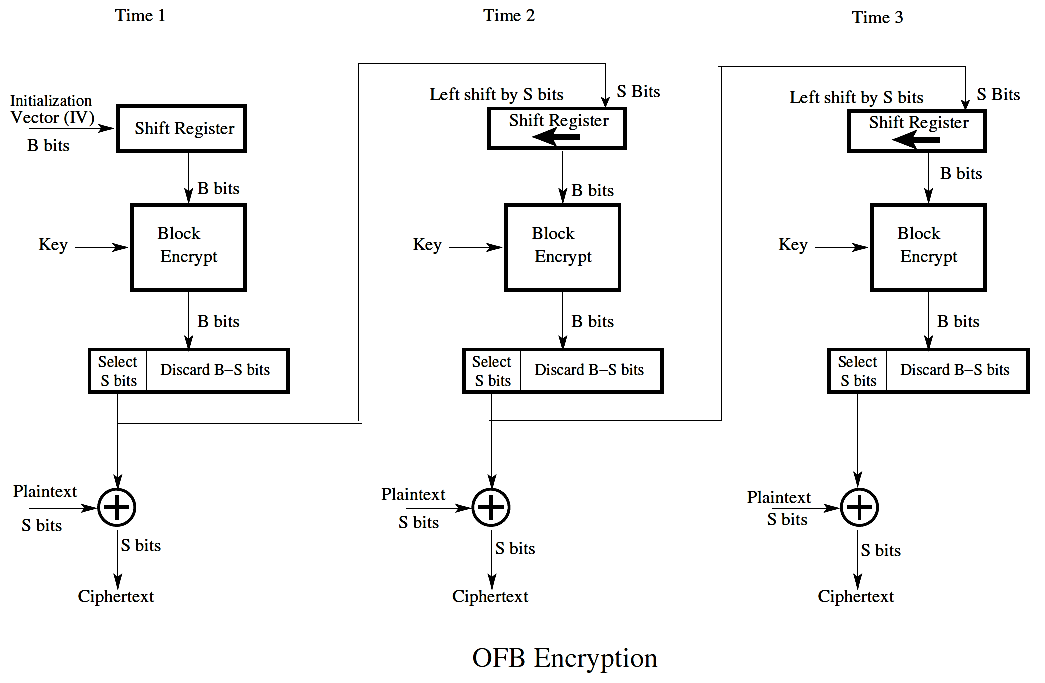 Time 1
Time 2
Time 3
Initialization
Vector (IV)
B bits
Shift Register
B bits
Key
Block
Encrypt
B bits
Select
S bits
Discard B−S bits
Plaintext
S bits
S bits
Ciphertext
Left shift by S bits
S Bits
Shift Register
B bits
Key
Block
Encrypt
B bits
Select
S bits
Discard B−S bits
Plaintext
S bits
S bits
Ciphertext
Left shift by S bits
S Bits
Shift Register
B bits
Key
Block
Encrypt
B bits
Select
S bits
Discard B−S bits
Plaintext
S bits
S bits
Ciphertext
OFB Encryption